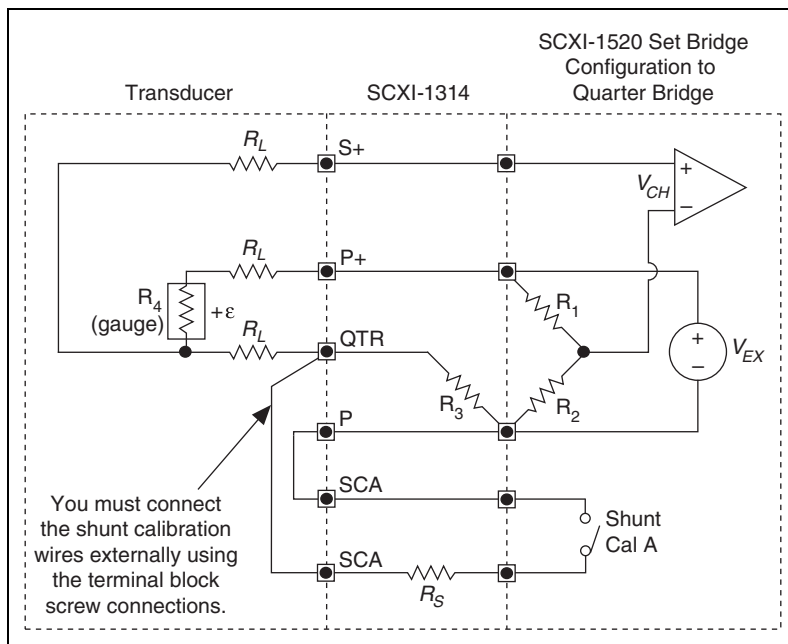 SCXI-1520 Set Bridge
Configuration to
Quarter Bridge
Transducer
SCXI-1314
R_L
S+
V_CH
+
–
R_L
P+
R_4
(gauge)
+ε
R_1
R_L
QTR
+
–
V_EX
R_3
R_2
P
SCA
Shunt
Cal A
SCA
R_S
You must connect
the shunt calibration
wires externally using
the terminal block
screw connections.